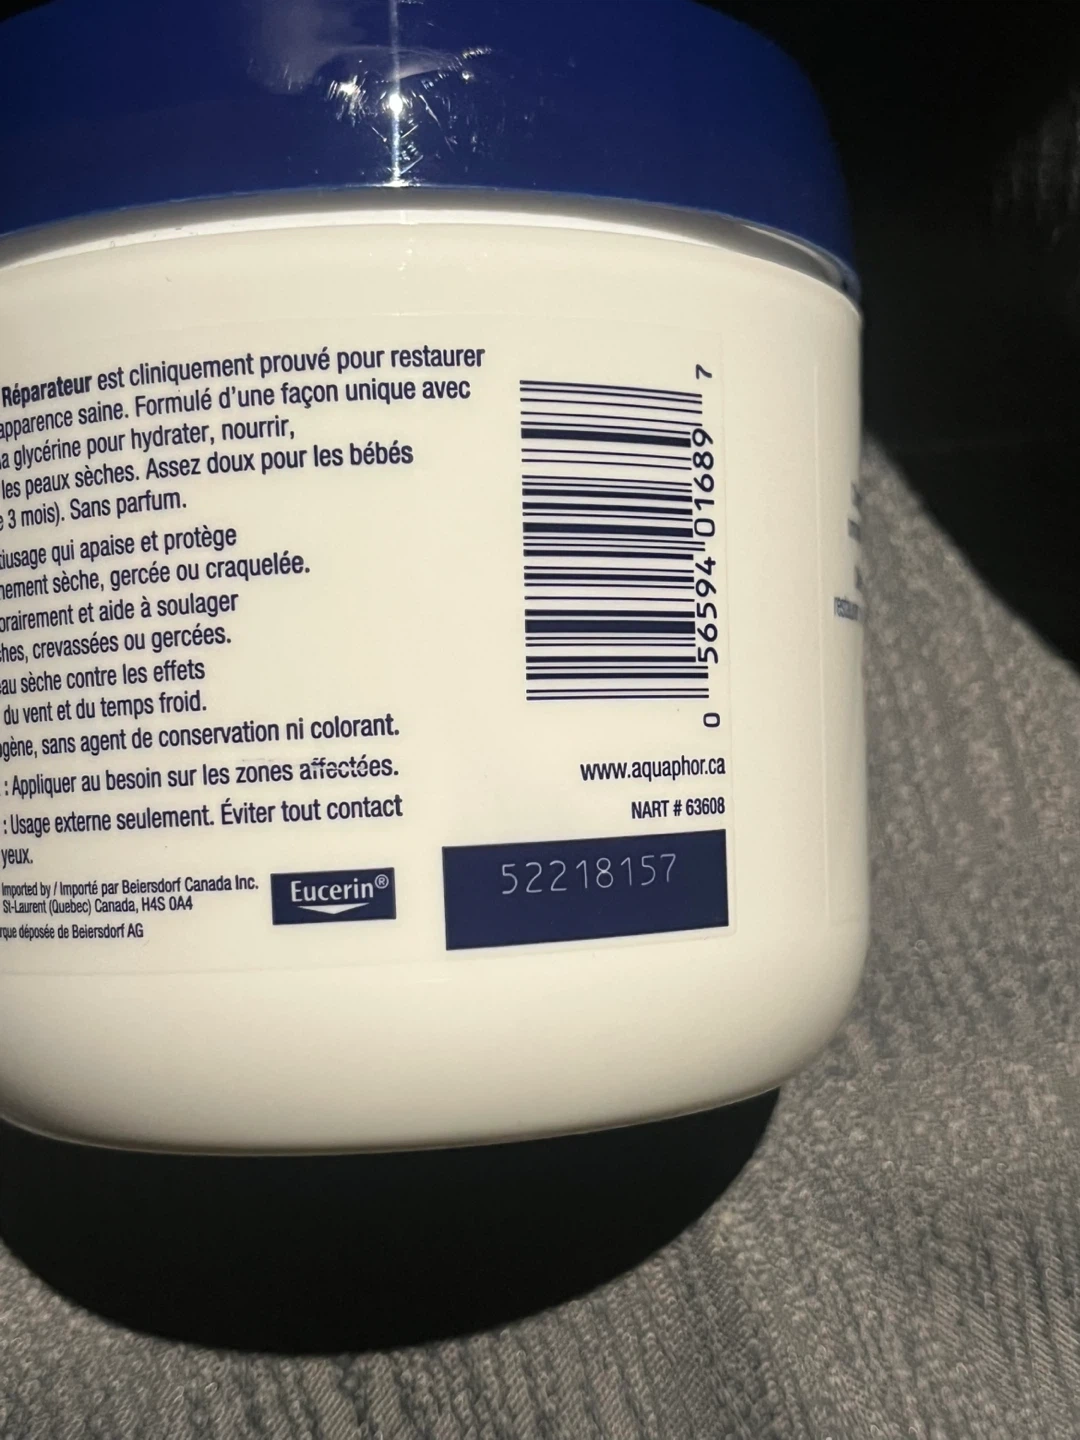 Réparateur est cliniquement prouvé pour restaurer
apparence saine. Formulé d'une façon unique avec
la glycérine pour hydrater, nourrir,
les peaux sèches. Assez doux pour les bébés
3 mois). Sans parfum.
tiusage qui apaise et protège
nement sèche, gercée ou craquelée.
orairement et aide à soulager
ches, crevassées ou gercées.
eau sèche contre les effets
du vent et du temps froid.
ogène, sans agent de conservation ni colorant.
: Appliquer au besoin sur les zones affectées.
: Usage externe seulement. Éviter tout contact
yeux.
Imported by / Importé par Beiersdorf Canada Inc.
St-Laurent (Quebec) Canada, H4S 0A4
rque déposée de Beiersdorf AG
Eucerin®
0 56594 01689 7
www.aquaphor.ca
NART # 63608
52218157